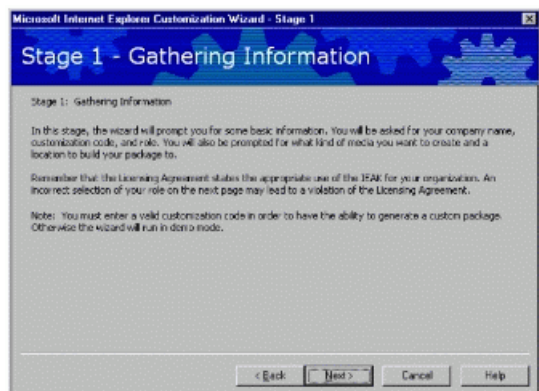 Microsoft Internet Explorer Customization Wizard - Stage 1
Stage 1 - Gathering Information
Stage 1: Gathering Information
In this stage, the wizard will prompt you for some basic information. You will be asked for your company name,
customization code, and role. You will also be prompted for what kind of media you want to create and a
location to build your package to.
Remember that the Licensing Agreement states the appropriate use of the IEAK for your organization. An
incorrect selection of your role on the next page may lead to a violation of the Licensing Agreement.
Note: You must enter a valid customization code in order to have the ability to generate a custom package.
Otherwise the wizard will run in demo mode.
< Back Next > Cancel Help